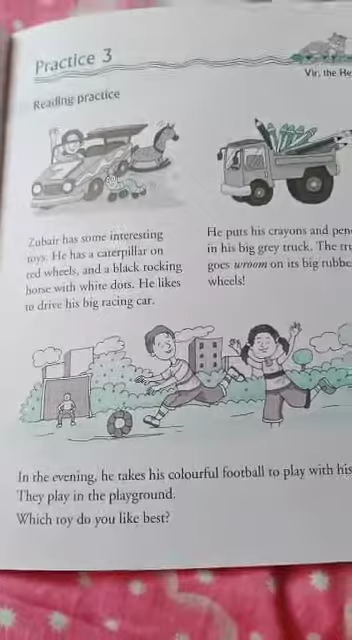 Practice 3
Vir, the He
Reading practice
Zubair has some interesting
toys. He has a caterpillar on
red wheels, and a black rocking
horse with white dots. He likes
to drive his big racing car.
He puts his crayons and pen
in his big grey truck. The tru
goes wroom on its big rubbe
wheels!
In the evening, he takes his colourful football to play with his
They play in the playground.
Which toy do you like best?